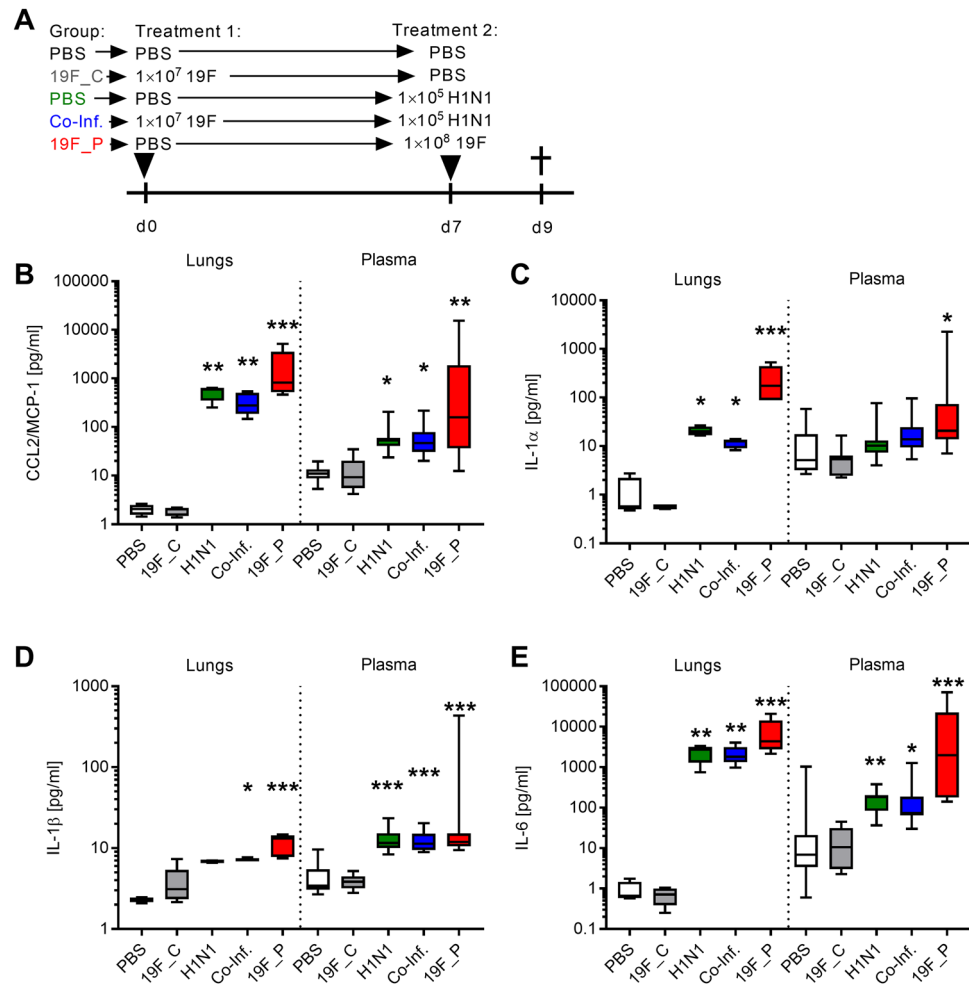 A
Group: Treatment 1: Treatment 2:
PBS PBS PBS
19F_C 1×10⁷ 19F PBS
PBS PBS 1×10⁵ H1N1
Co-Inf. 1×10⁷ 19F 1×10⁵ H1N1
19F_P PBS 1×10⁸ 19F
d0 d7 d9
B
Lungs Plasma
CCL2/MCP-1 [pg/ml]
100000
10000
1000
100
10
1
** ** *** * * **
PBS 19F_C H1N1 Co-Inf. 19F_P PBS 19F_C H1N1 Co-Inf. 19F_P
C
Lungs Plasma
IL-1α [pg/ml]
10000
1000
100
10
1
0.1
* * *** *
PBS 19F_C H1N1 Co-Inf. 19F_P PBS 19F_C H1N1 Co-Inf. 19F_P
D
Lungs Plasma
IL-1β [pg/ml]
1000
100
10
1
* *** *** *** ***
PBS 19F_C H1N1 Co-Inf. 19F_P PBS 19F_C H1N1 Co-Inf. 19F_P
E
Lungs Plasma
IL-6 [pg/ml]
100000
10000
1000
100
10
1
0.1
** ** *** ** * ***
PBS 19F_C H1N1 Co-Inf. 19F_P PBS 19F_C H1N1 Co-Inf. 19F_P